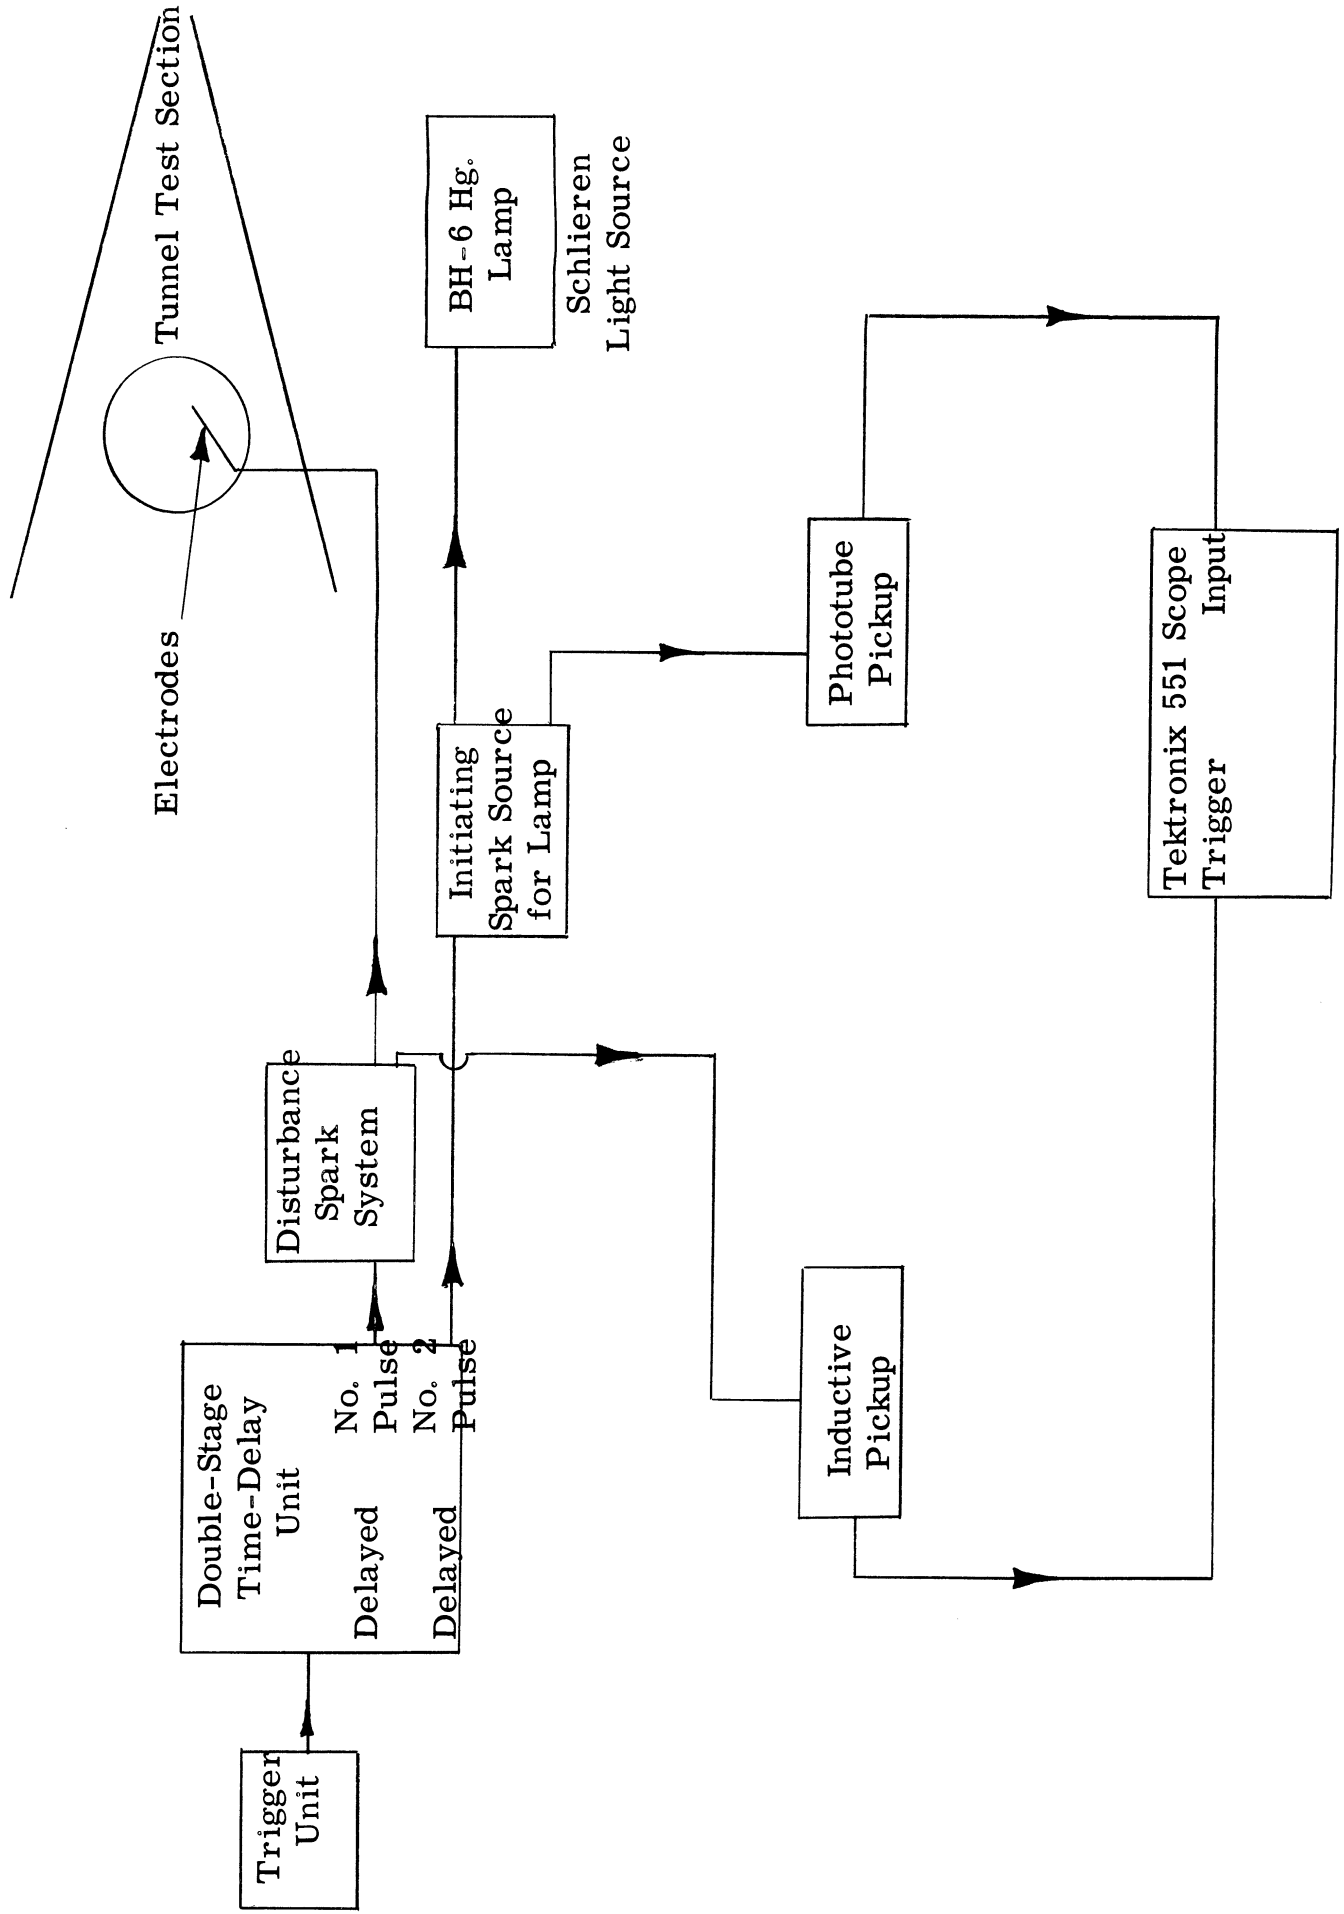 Tunnel Test Section
Electrodes
Trigger
Unit
Double-Stage
Time-Delay
Unit
No. 1
Delayed Pulse
No. 2
Delayed Pulse
Disturbance
Spark
System
Initiating
Spark Source
for Lamp
BH-6 Hg.
Lamp
Schlieren
Light Source
Inductive
Pickup
Phototube
Pickup
Tektronix 551 Scope
Trigger Input